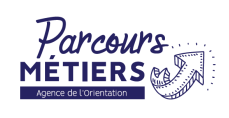 Parcours
MÉTIERS
Agence de l'Orientation